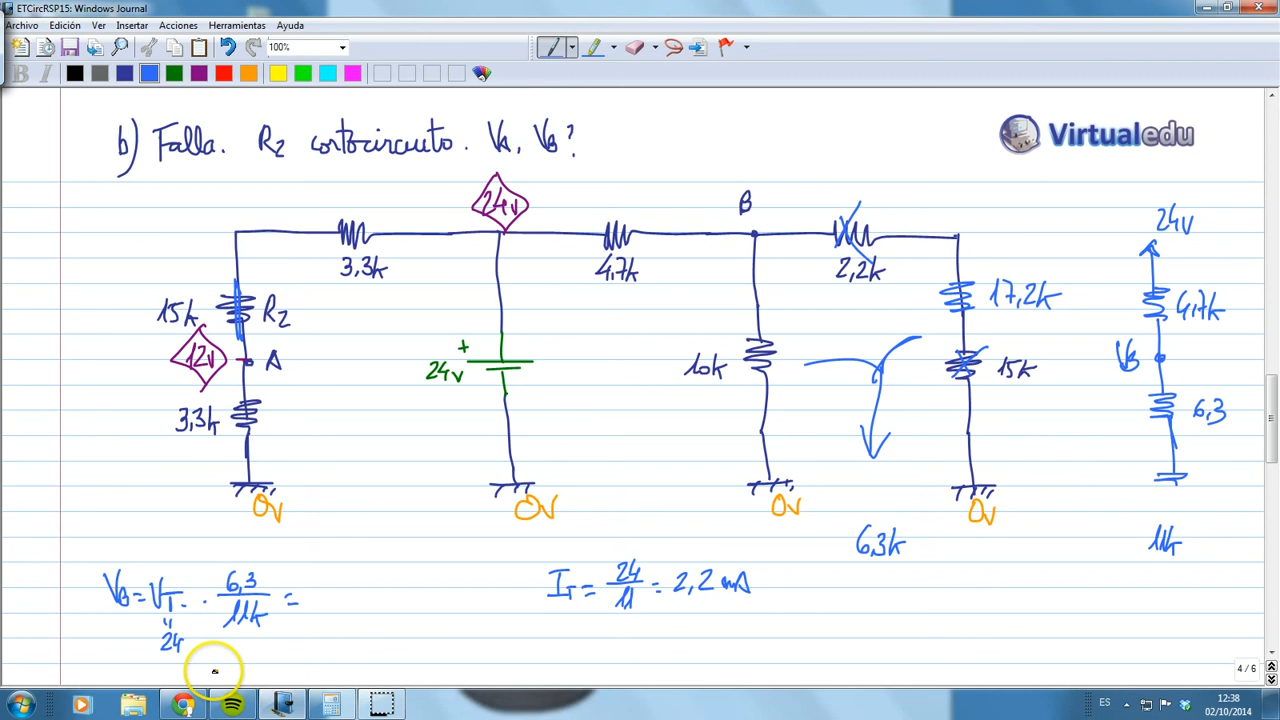 ETCircRSP15: Windows Journal
Archivo Edición Ver Insertar Acciones Herramientas Ayuda
100%
B I
b) Falla. R2 cortocircuito. VA, VB?
Virtualedu
24v
B
24v
3,3k
4,7k
2,2k
15k R2
17,2k
4,7k
12v A
24v
+
10k
15k
VB
3,3k
6,3
0v
0v
0v
0v
6,3k
11k
VB = VT · 6,3/11k =
"
24
IT = 24/11 = 2,2 mA
4 / 6
ES
12:38
02/10/2014